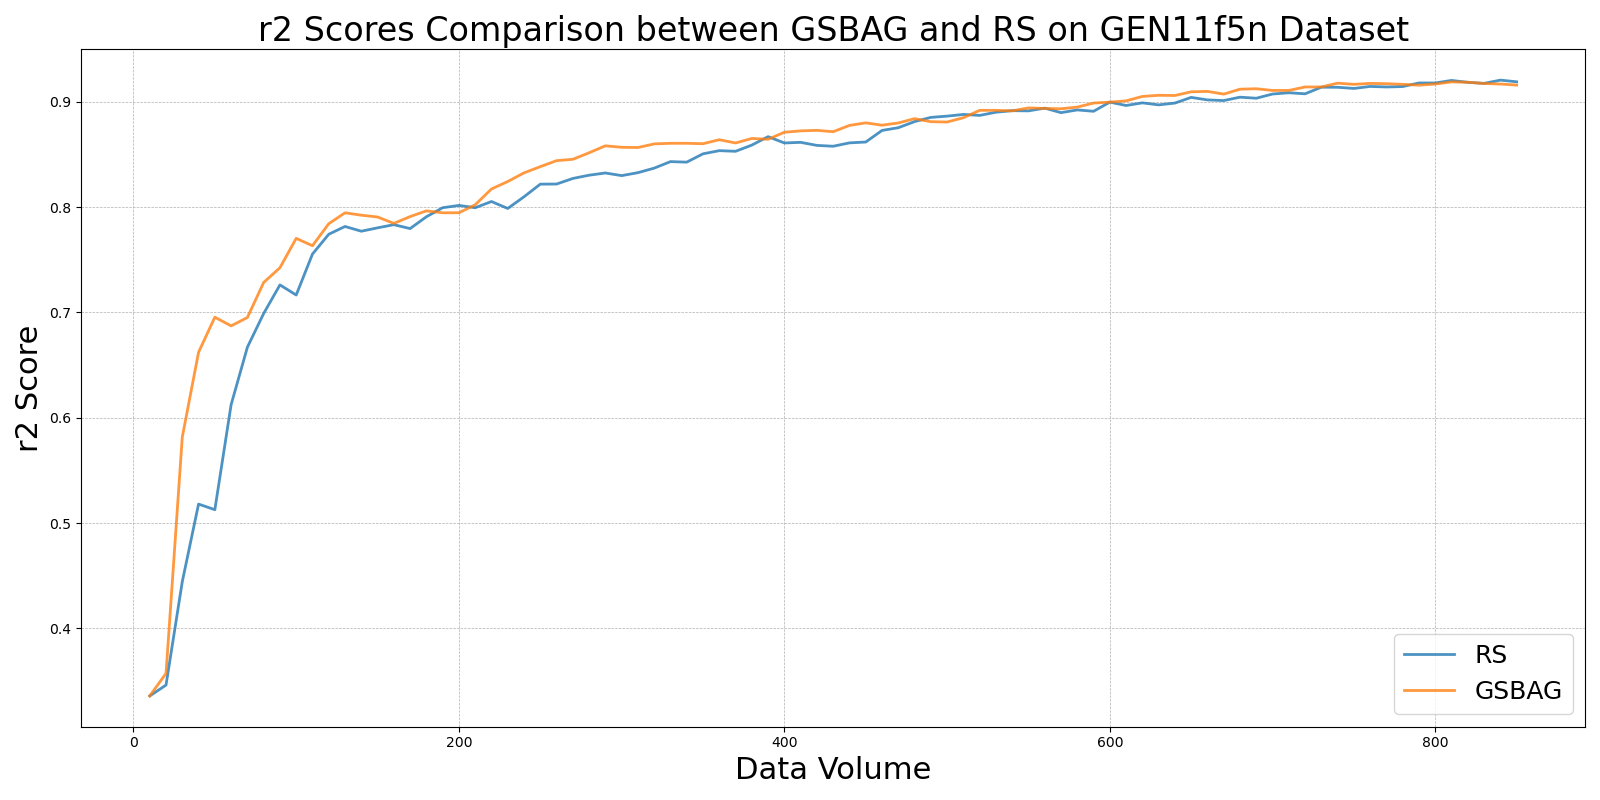 r2 Scores Comparison between GSBAG and RS on GEN11f5n Dataset
r2 Score
0.9
0.8
0.7
0.6
0.5
0.4
0
200
400
600
800
Data Volume
RS
GSBAG